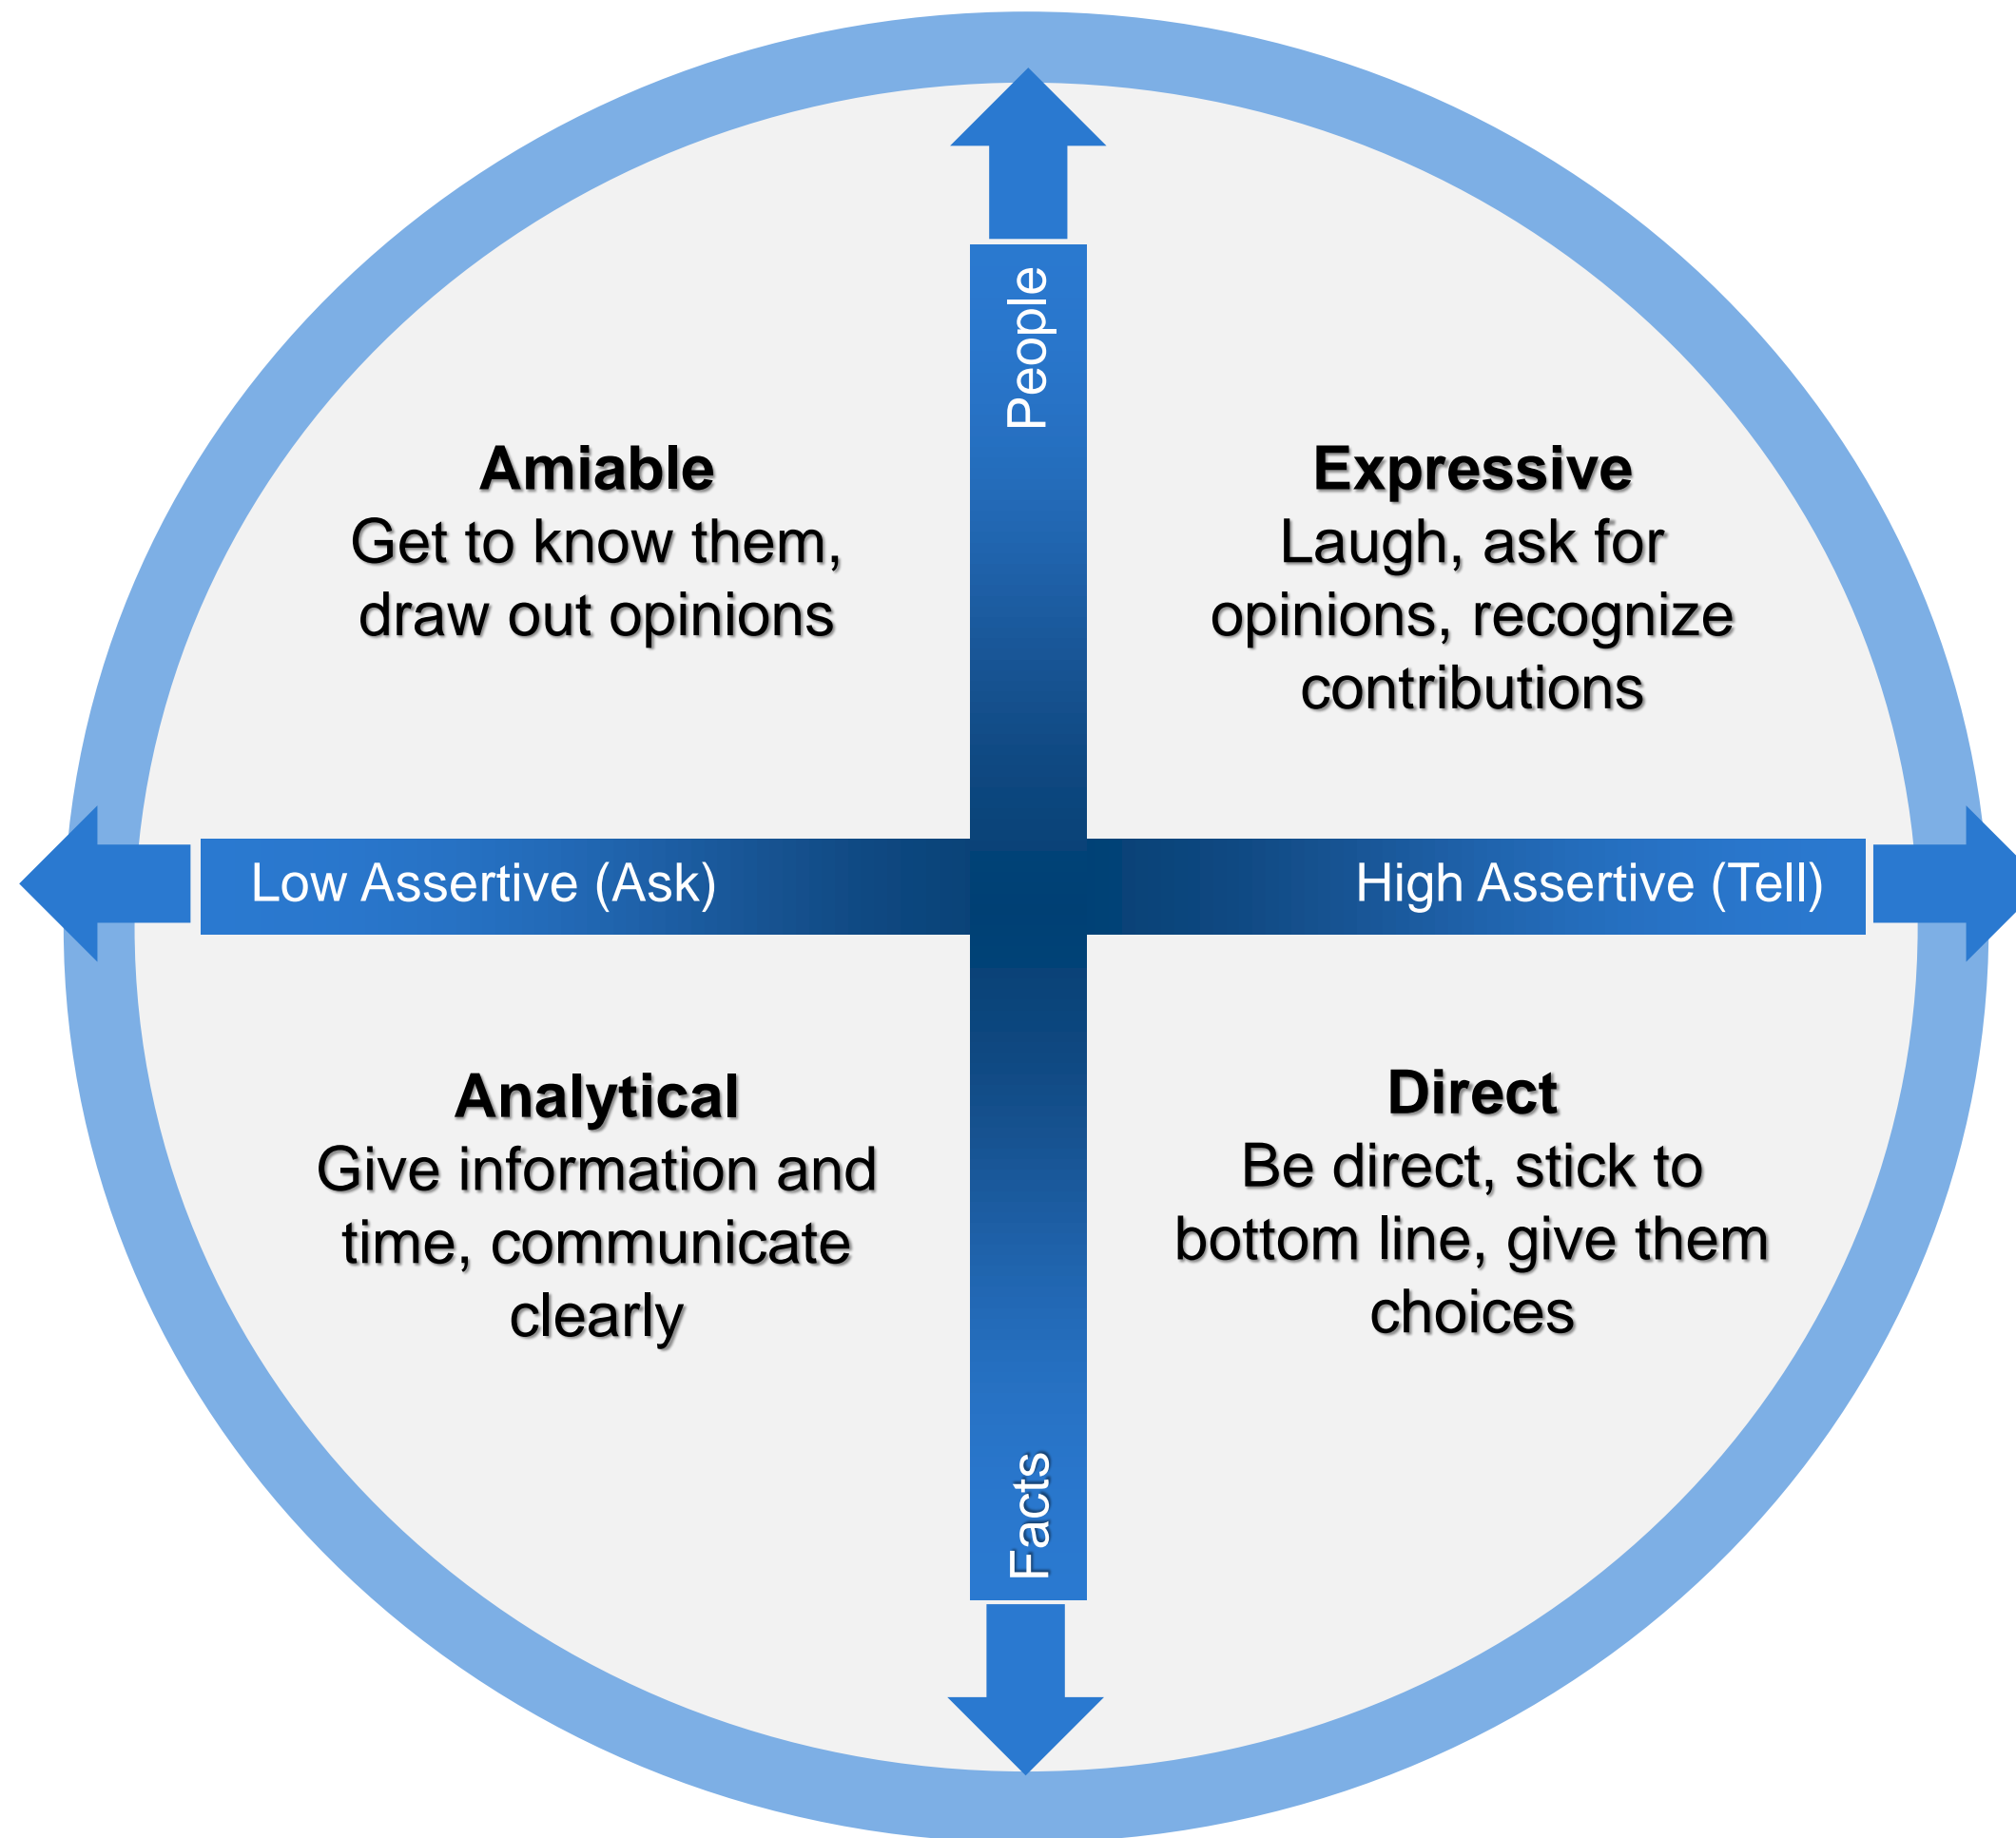 People
Amiable
Get to know them,
draw out opinions
Expressive
Laugh, ask for
opinions, recognize
contributions
Low Assertive (Ask)
High Assertive (Tell)
Analytical
Give information and
time, communicate
clearly
Direct
Be direct, stick to
bottom line, give them
choices
Facts